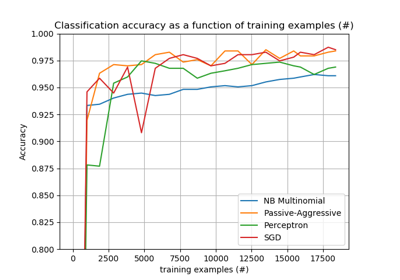 Classification accuracy as a function of training examples (#)
1.000
0.975
0.950
0.925
0.900
0.875
0.850
0.825
0.800
Accuracy
NB Multinomial
Passive-Aggressive
Perceptron
SGD
0 2500 5000 7500 10000 12500 15000 17500
training examples (#)